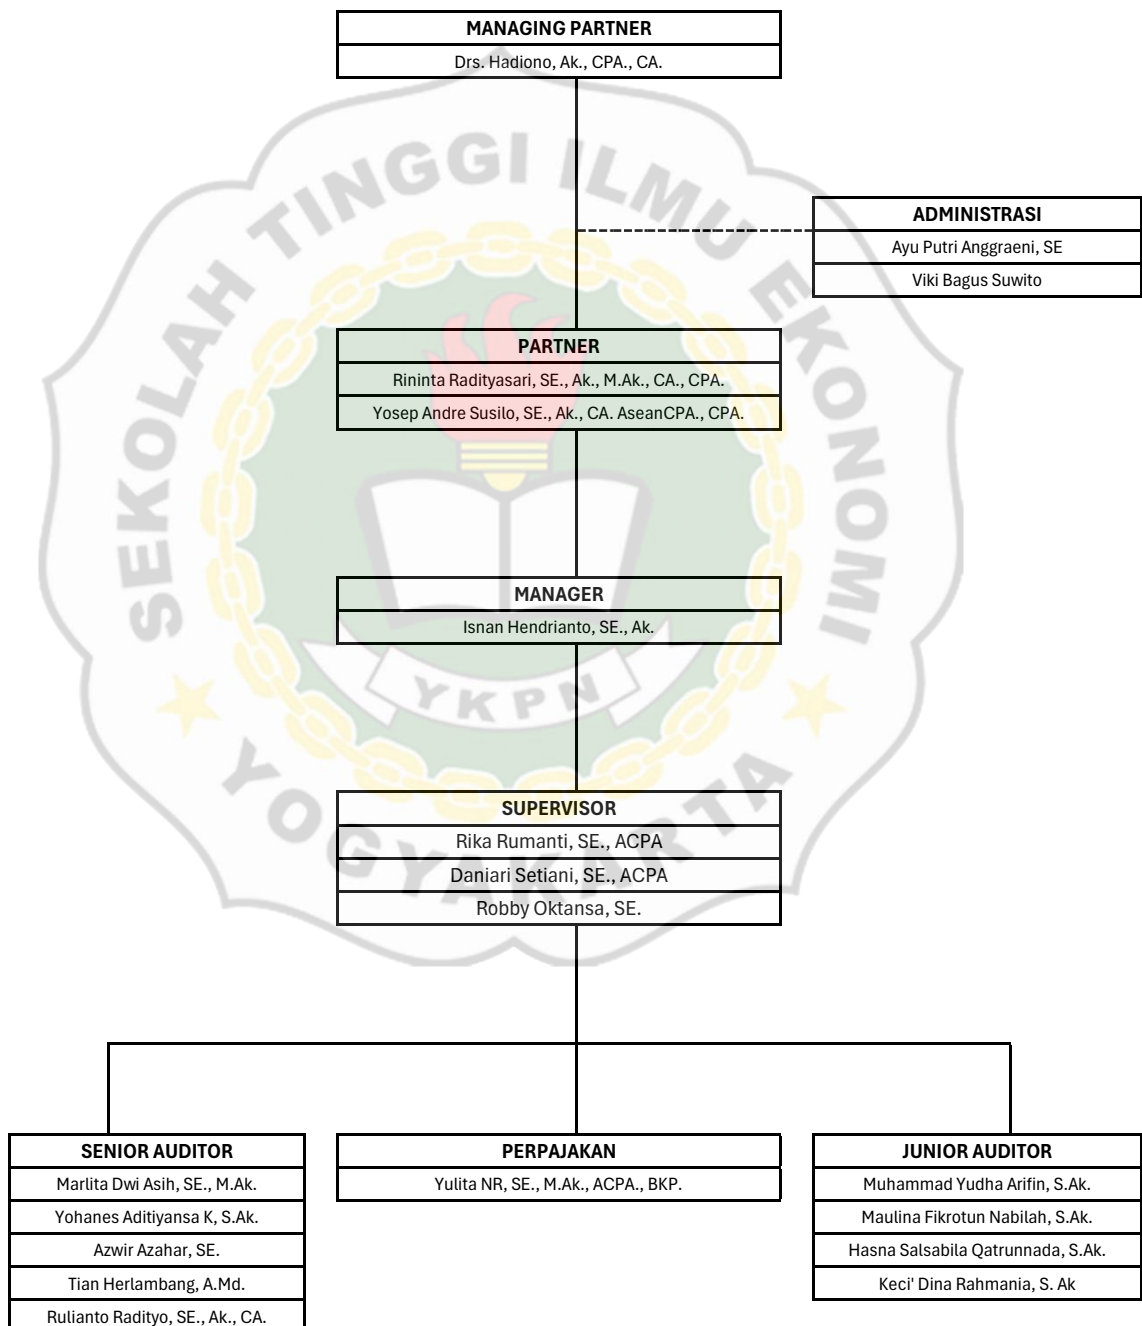 MANAGING PARTNER
Drs. Hadiono, Ak., CPA., CA.
ADMINISTRASI
Ayu Putri Anggraeni, SE
Viki Bagus Suwito
PARTNER
Rininta Radityasari, SE., Ak., M.Ak., CA., CPA.
Yosep Andre Susilo, SE., Ak., CA. AseanCPA., CPA.
MANAGER
Isnan Hendrianto, SE., Ak.
SUPERVISOR
Rika Rumanti, SE., ACPA
Daniari Setiani, SE., ACPA
Robby Oktansa, SE.
SENIOR AUDITOR
Marlita Dwi Asih, SE., M.Ak.
Yohanes Aditiyansa K, S.Ak.
Azwir Azahar, SE.
Tian Herlambang, A.Md.
Rulianto Radityo, SE., Ak., CA.
PERPAJAKAN
Yulita NR, SE., M.Ak., ACPA., BKP.
JUNIOR AUDITOR
Muhammad Yudha Arifin, S.Ak.
Maulina Fikrotun Nabilah, S.Ak.
Hasna Salsabila Qatrunnada, S.Ak.
Keci' Dina Rahmania, S. Ak
SEKOLAH TINGGI ILMU EKONOMI
YKPN
YOGYAKARTA